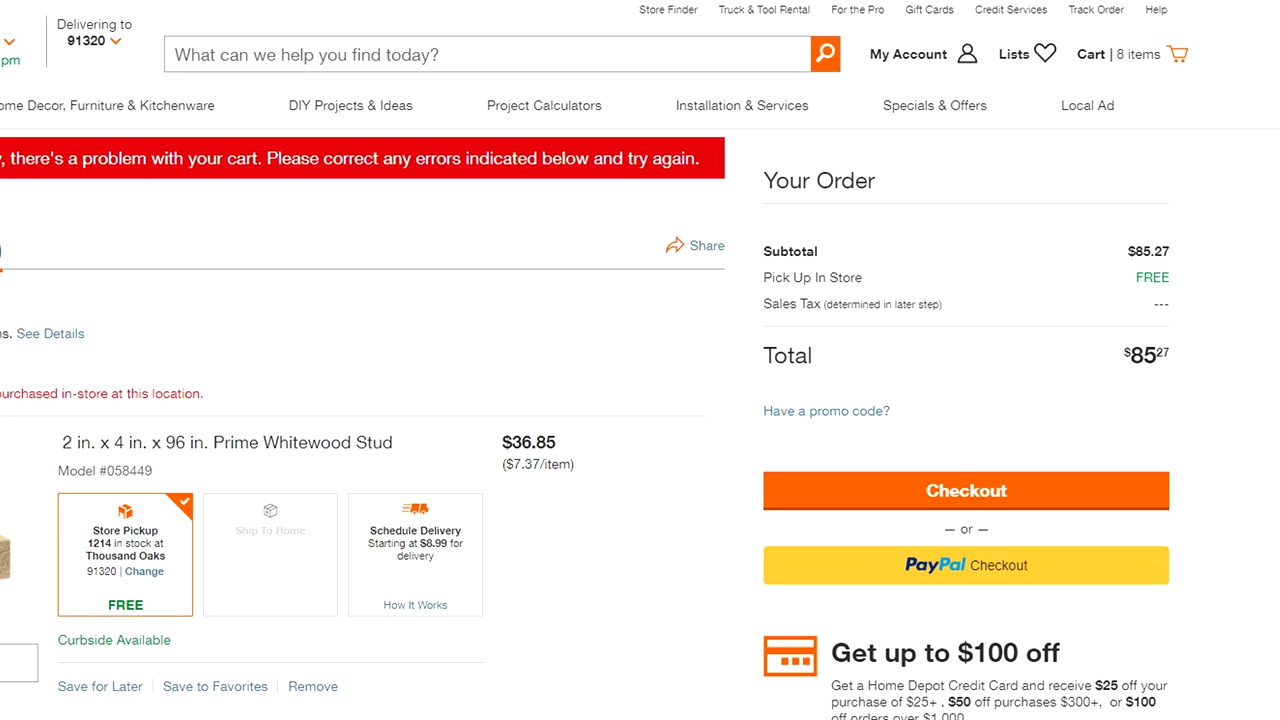 Store Finder Truck & Tool Rental For the Pro Gift Cards Credit Services Track Order Help
Delivering to
91320
pm
What can we help you find today?
My Account Lists Cart | 8 items
ome Decor, Furniture & Kitchenware DIY Projects & Ideas Project Calculators Installation & Services Specials & Offers Local Ad
, there's a problem with your cart. Please correct any errors indicated below and try again.
Share
s. See Details
urchased in-store at this location.
2 in. x 4 in. x 96 in. Prime Whitewood Stud
Model #058449
$36.85
($7.37/item)
Store Pickup
1214 in stock at
Thousand Oaks
91320 | Change
FREE
Ship To Home
Schedule Delivery
Starting at $8.99 for
delivery
How It Works
Curbside Available
Save for Later Save to Favorites Remove
Your Order
Subtotal $85.27
Pick Up In Store FREE
Sales Tax (determined in later step) ---
Total $8527
Have a promo code?
Checkout
— or —
PayPal Checkout
Get up to $100 off
Get a Home Depot Credit Card and receive $25 off your
purchase of $25+ , $50 off purchases $300+, or $100
off orders over $1,000